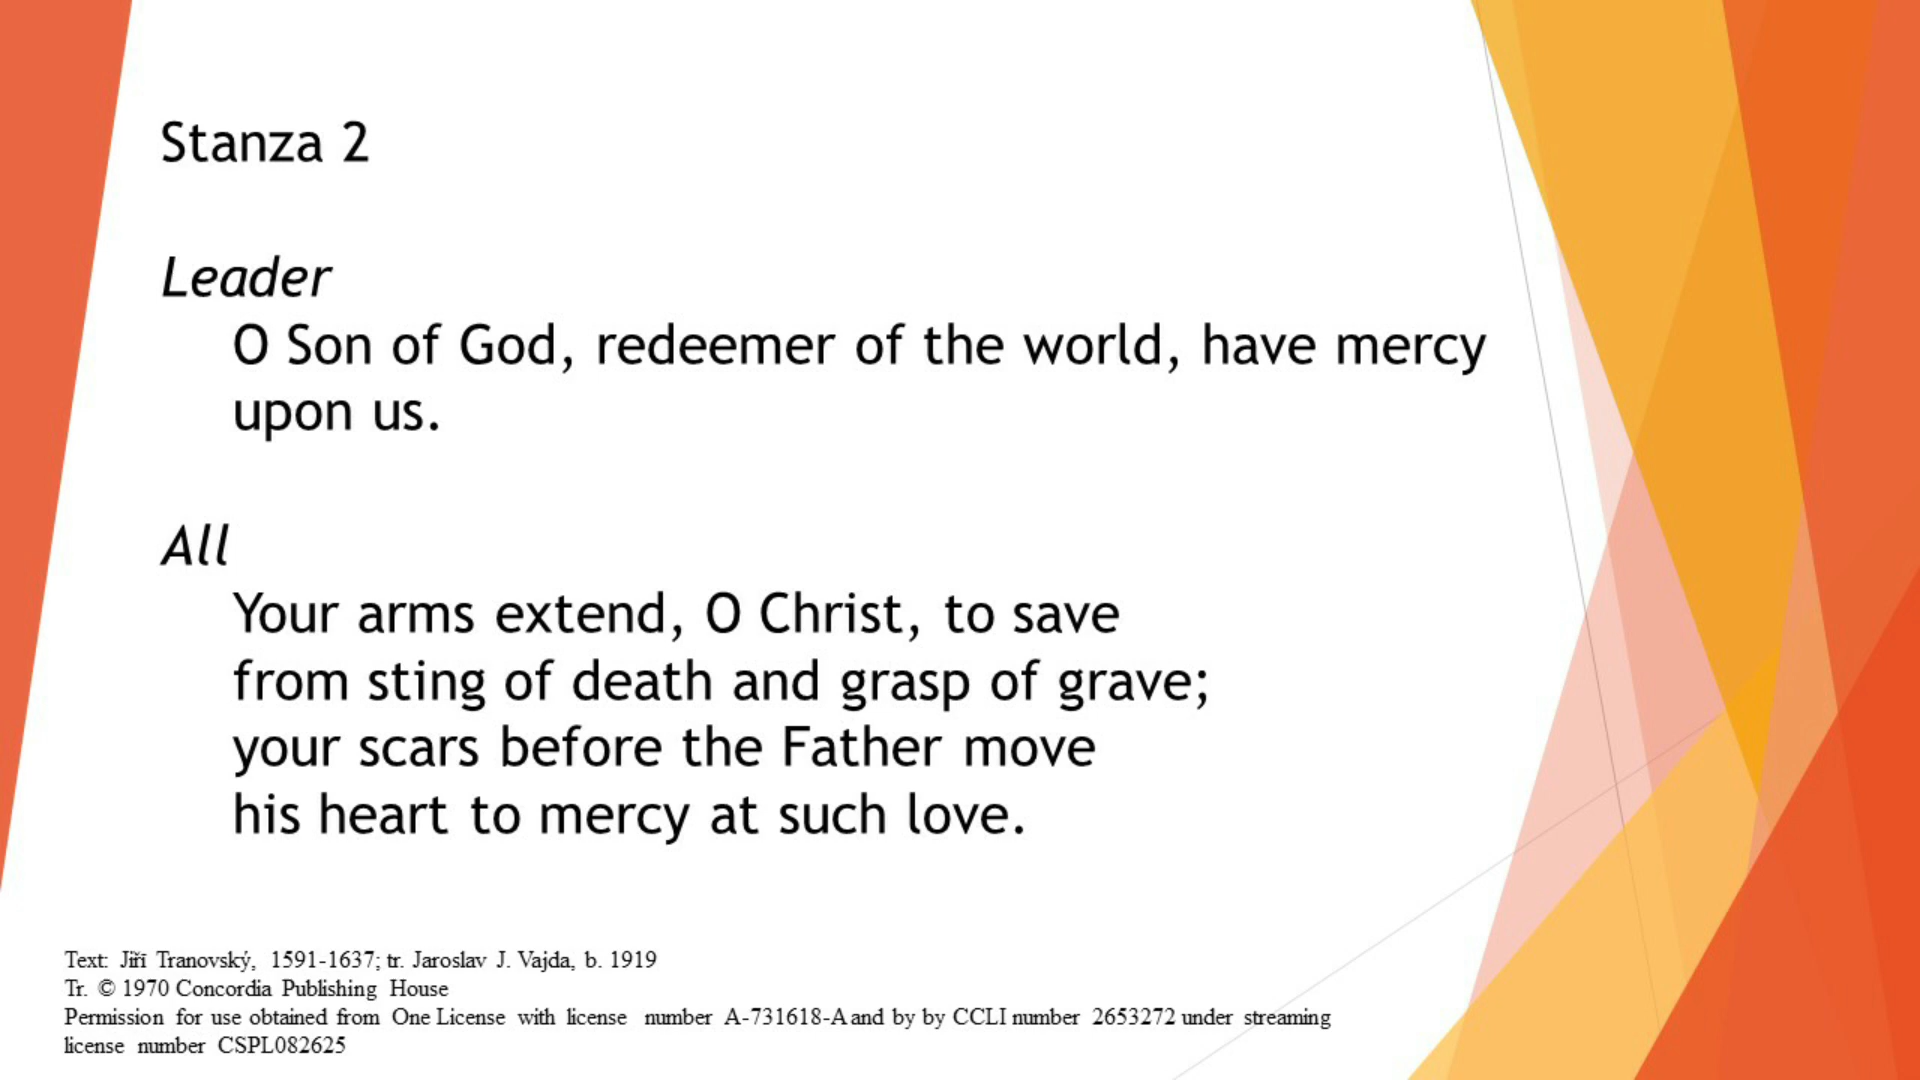 Stanza 2
Leader
O Son of God, redeemer of the world, have mercy
upon us.
All
Your arms extend, O Christ, to save
from sting of death and grasp of grave;
your scars before the Father move
his heart to mercy at such love.
Text: Jiří Tranovský, 1591-1637; tr. Jaroslav J. Vajda, b. 1919
Tr. © 1970 Concordia Publishing House
Permission for use obtained from One License with license number A-731618-A and by by CCLI number 2653272 under streaming
license number CSPL082625